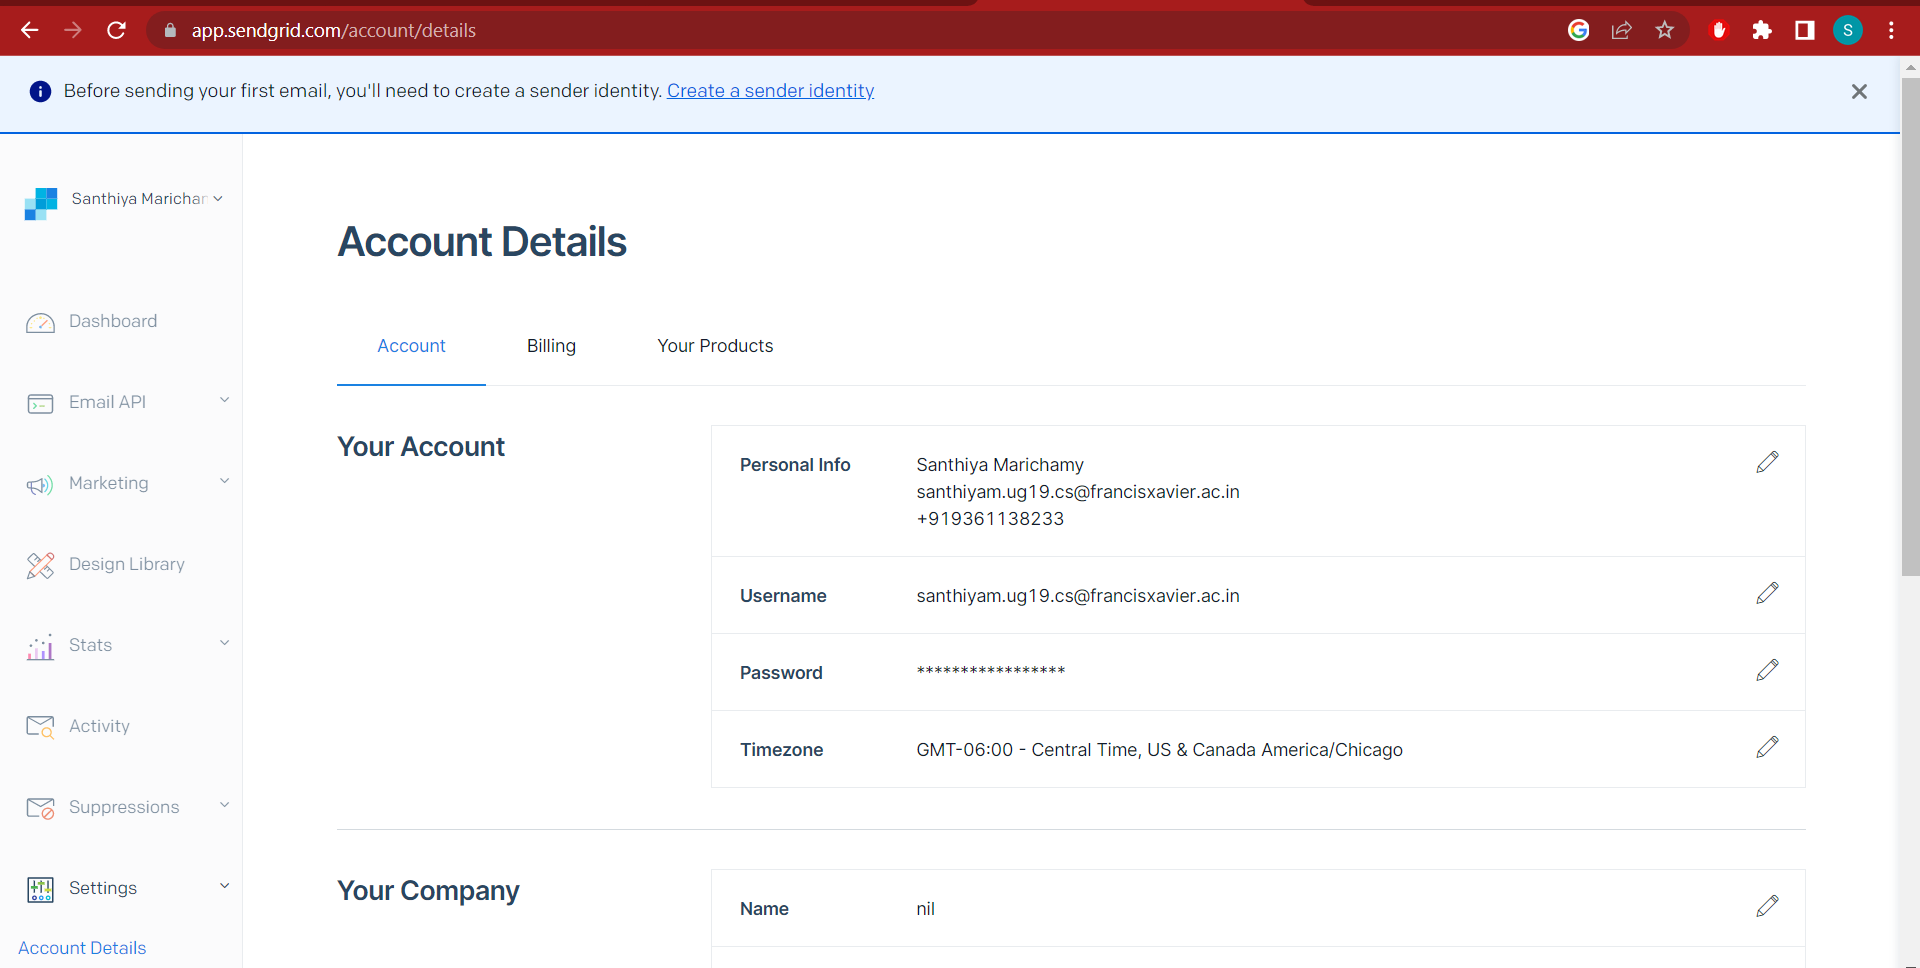 app.sendgrid.com/account/details
S
Before sending your first email, you'll need to create a sender identity. Create a sender identity
Santhiya Marichar
Dashboard
Email API
Marketing
Design Library
Stats
Activity
Suppressions
Settings
Account Details
Account Details
Account
Billing
Your Products
Your Account
Personal Info
Santhiya Marichamy
santhiyam.ug19.cs@francisxavier.ac.in
+919361138233
Username
santhiyam.ug19.cs@francisxavier.ac.in
Password
*****************
Timezone
GMT-06:00 - Central Time, US & Canada America/Chicago
Your Company
Name
nil